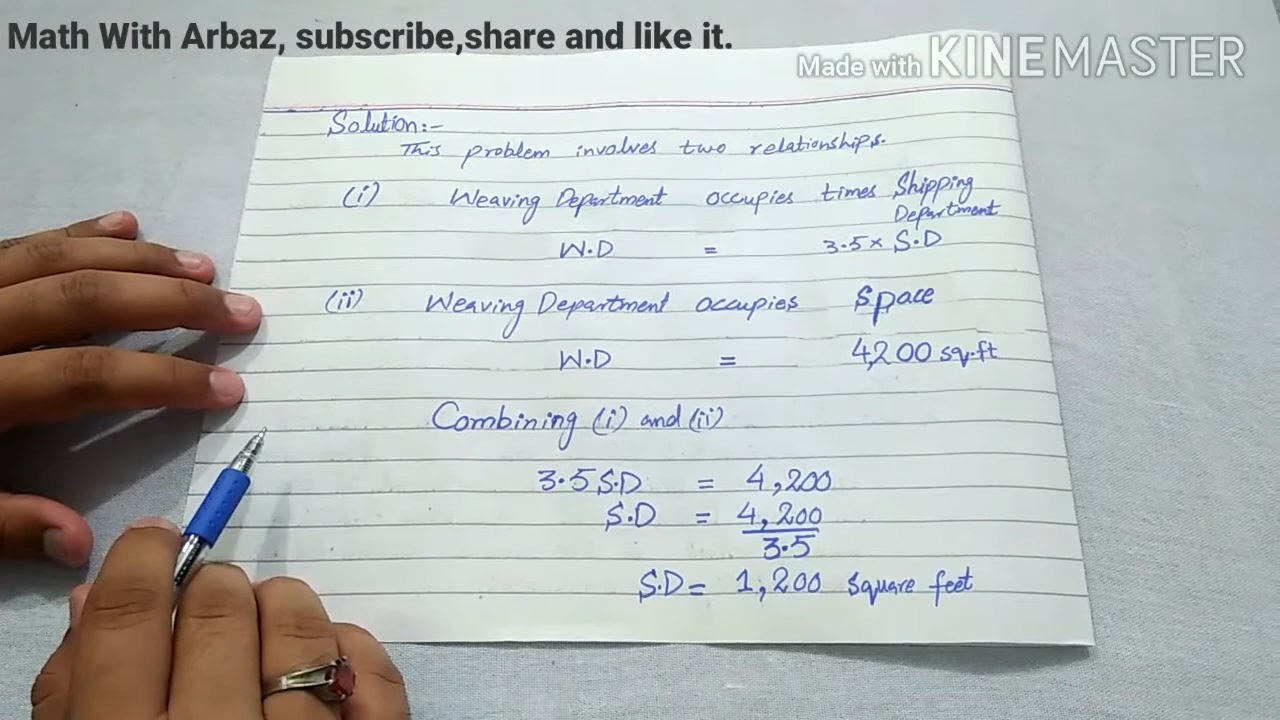 Math With Arbaz, subscribe,share and like it.
Made with KINEMASTER
Solution:-
This problem involves two relationships.
(i) Weaving Department occupies times Shipping
Department
W.D = 3.5× S.D
(ii) Weaving Department occupies Space
W.D = 4,200 sq.ft
Combining (i) and (ii)
3.5 S.D = 4,200
S.D = 4,200
3.5
S.D = 1,200 square feet